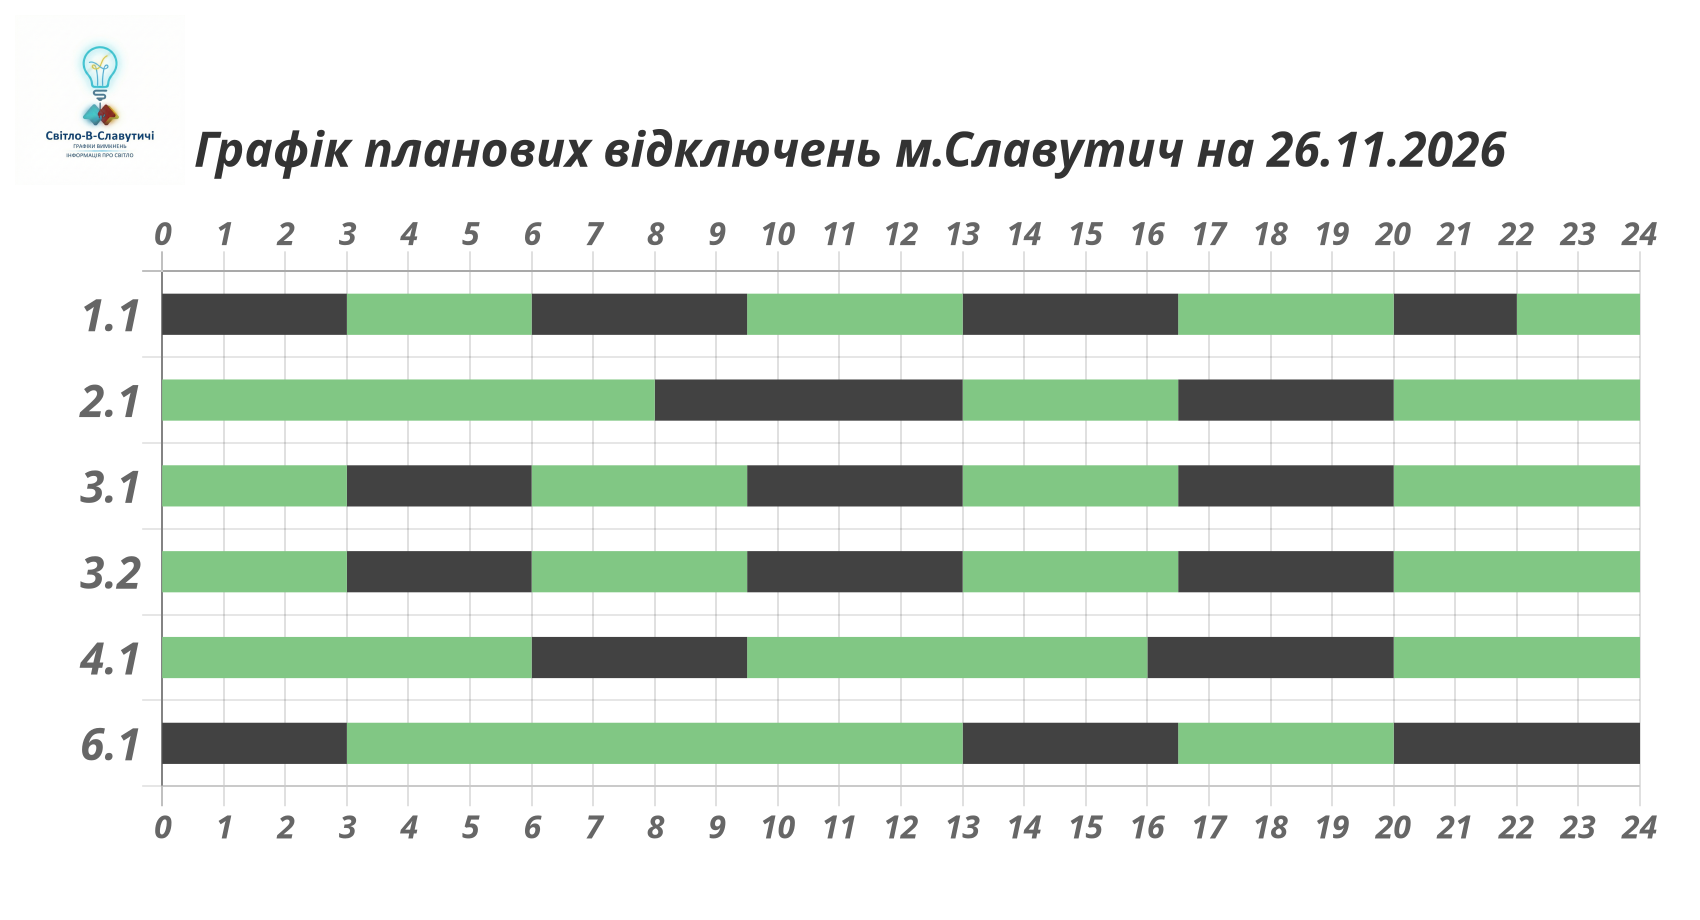 Світло-В-Славутичі
ГРАФІКИ ВИМКНЕНЬ
ІНФОРМАЦІЯ ПРО СВІТЛО
Графік планових відключень м.Славутич на 26.11.2026
0 1 2 3 4 5 6 7 8 9 10 11 12 13 14 15 16 17 18 19 20 21 22 23 24
1.1
2.1
3.1
3.2
4.1
6.1
0 1 2 3 4 5 6 7 8 9 10 11 12 13 14 15 16 17 18 19 20 21 22 23 24